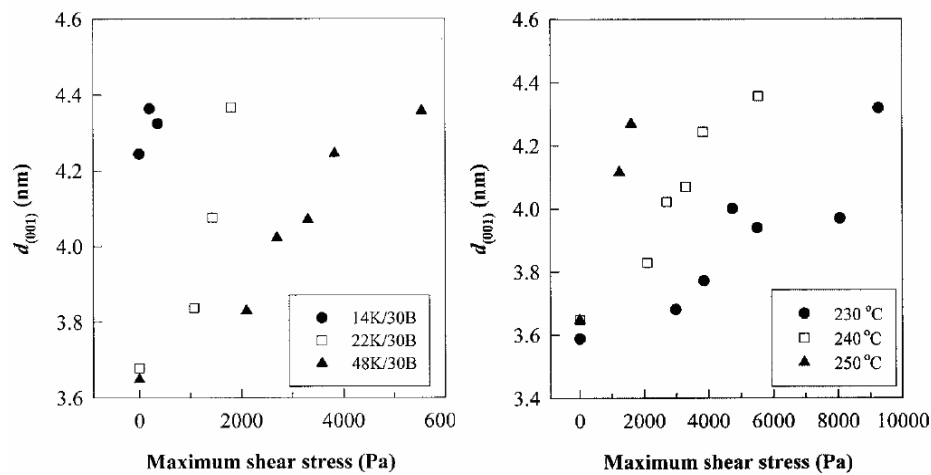 4.6
4.4
4.2
4.0
3.8
3.6
0
2000
4000
600
d(001) (nm)
Maximum shear stress (Pa)
14K/30B
22K/30B
48K/30B
4.6
4.4
4.2
4.0
3.8
3.6
3.4
0
2000
4000
6000
8000
10000
d(001) (nm)
Maximum shear stress (Pa)
230 °C
240 °C
250 °C